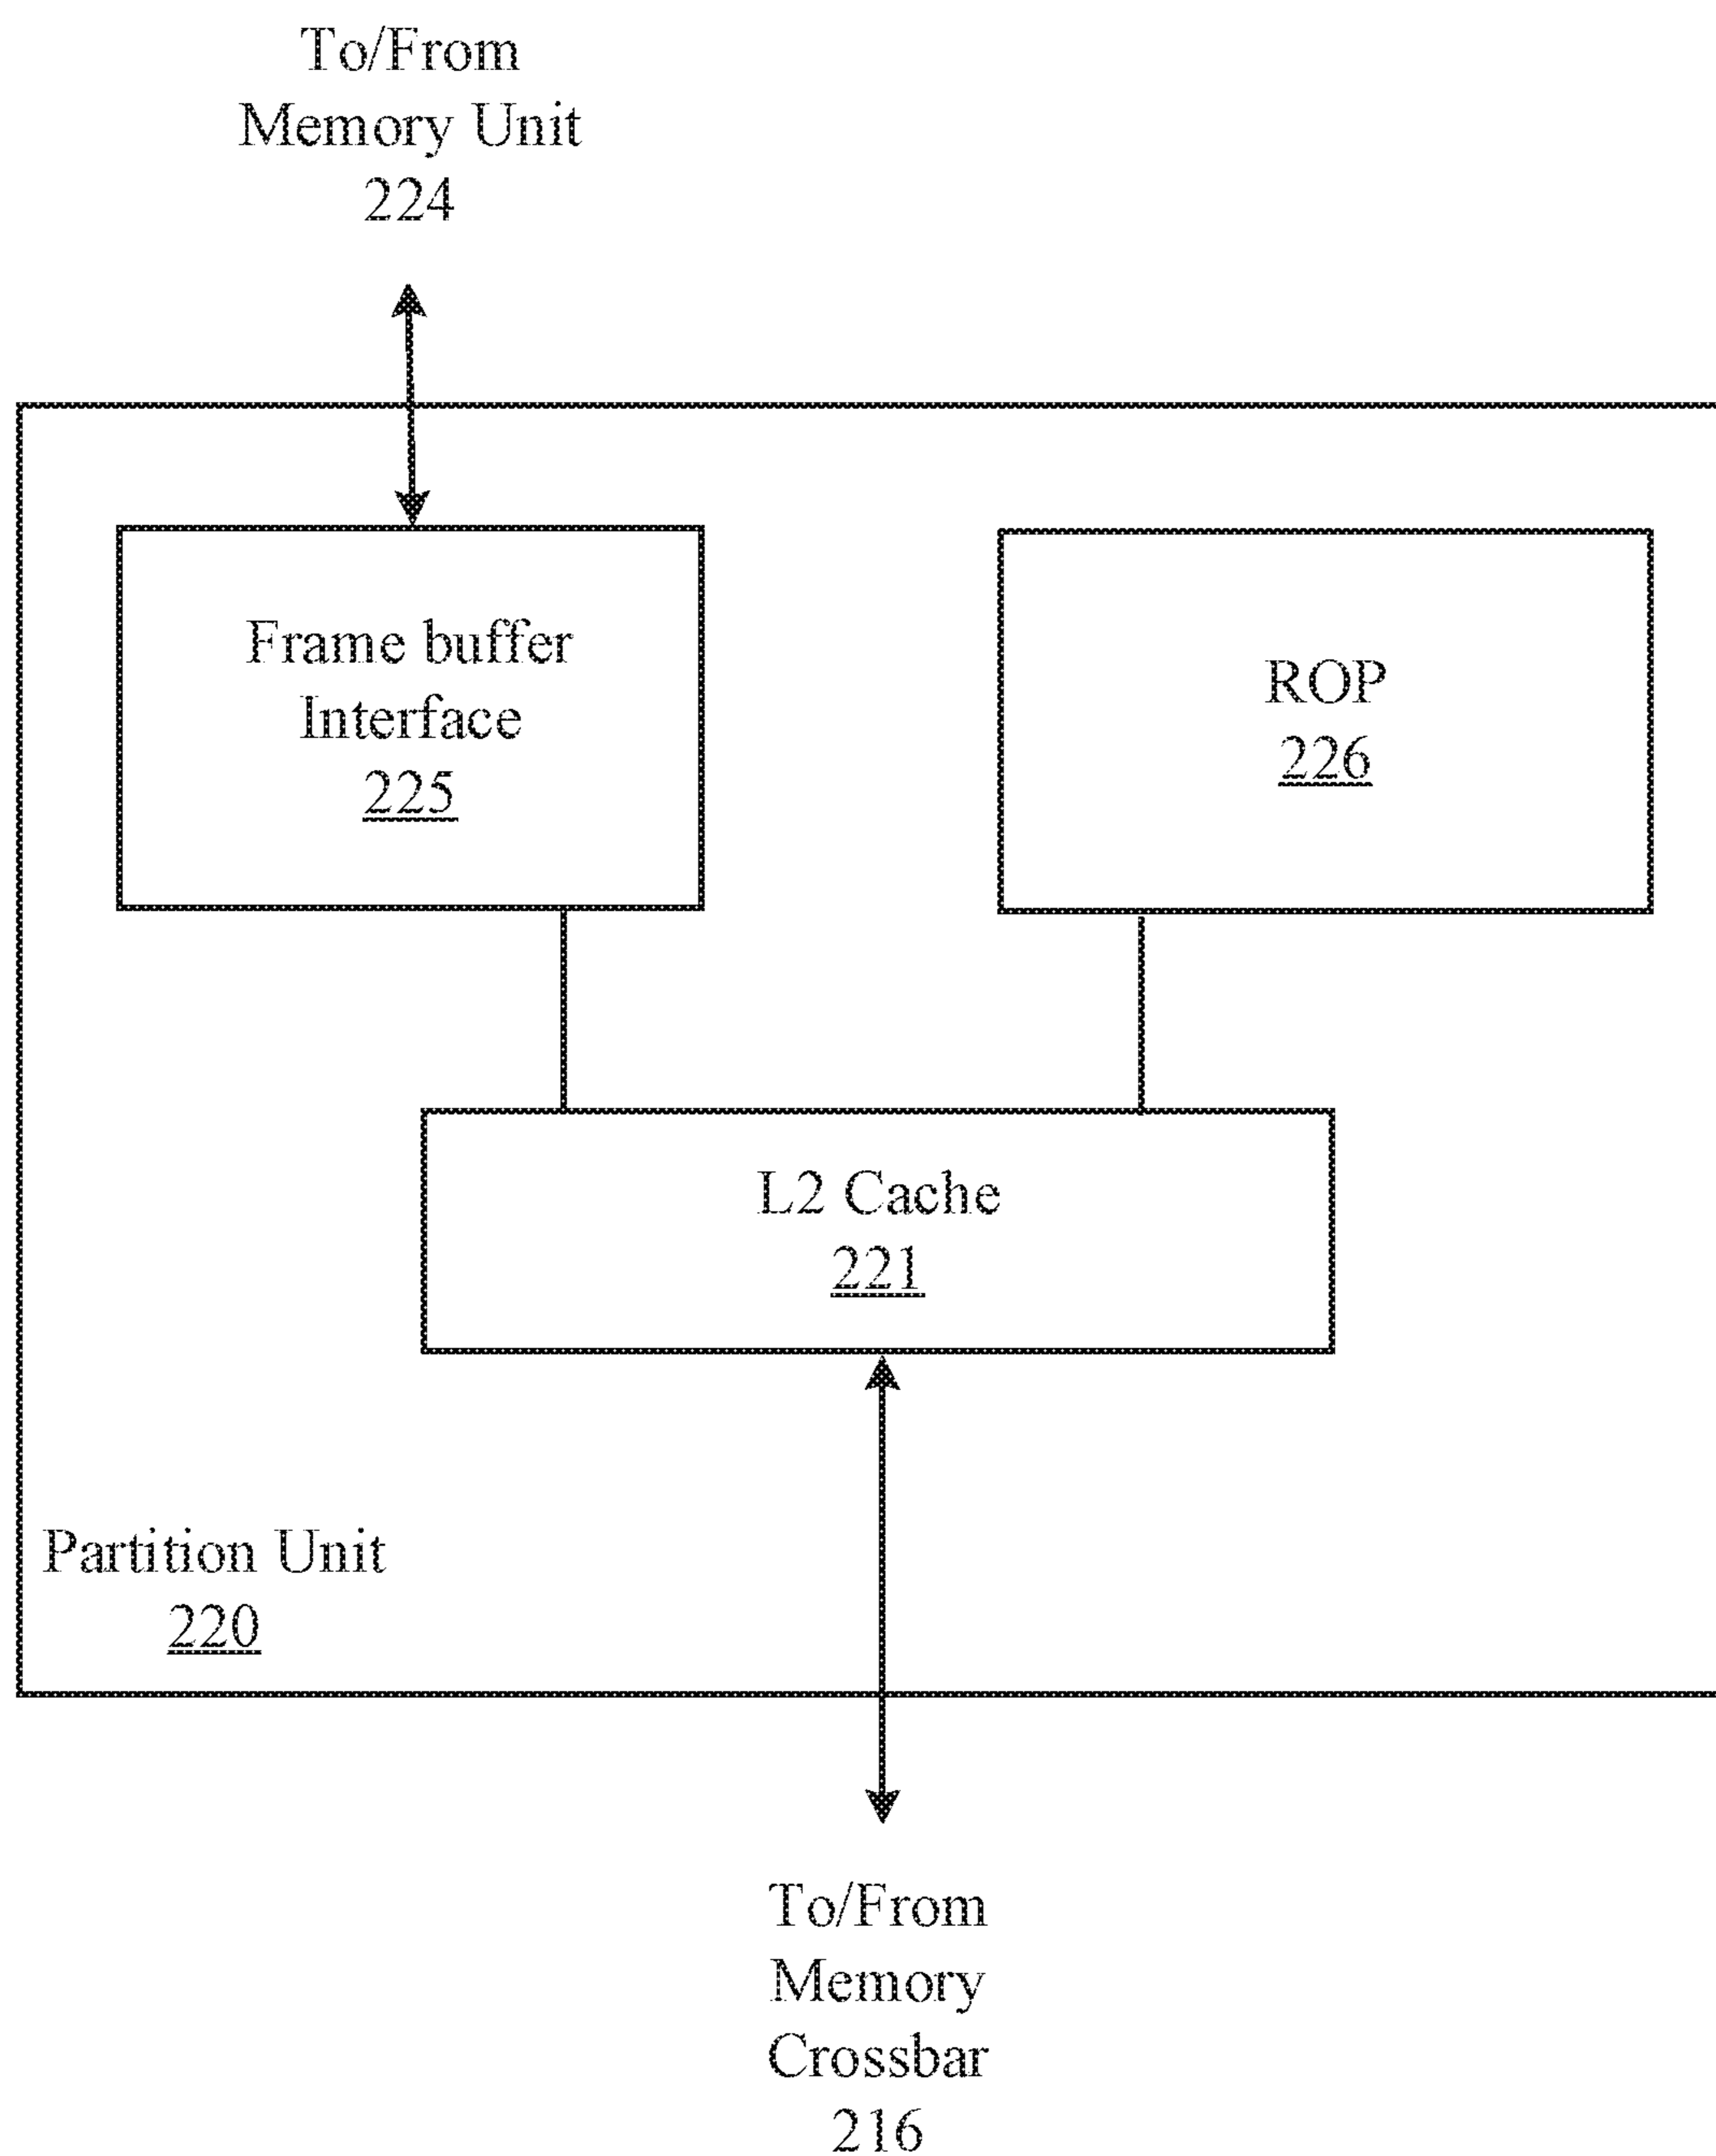 To/From
Memory Unit
224
Frame buffer
Interface
225
ROP
226
L2 Cache
221
Partition Unit
220
To/From
Memory
Crossbar
216